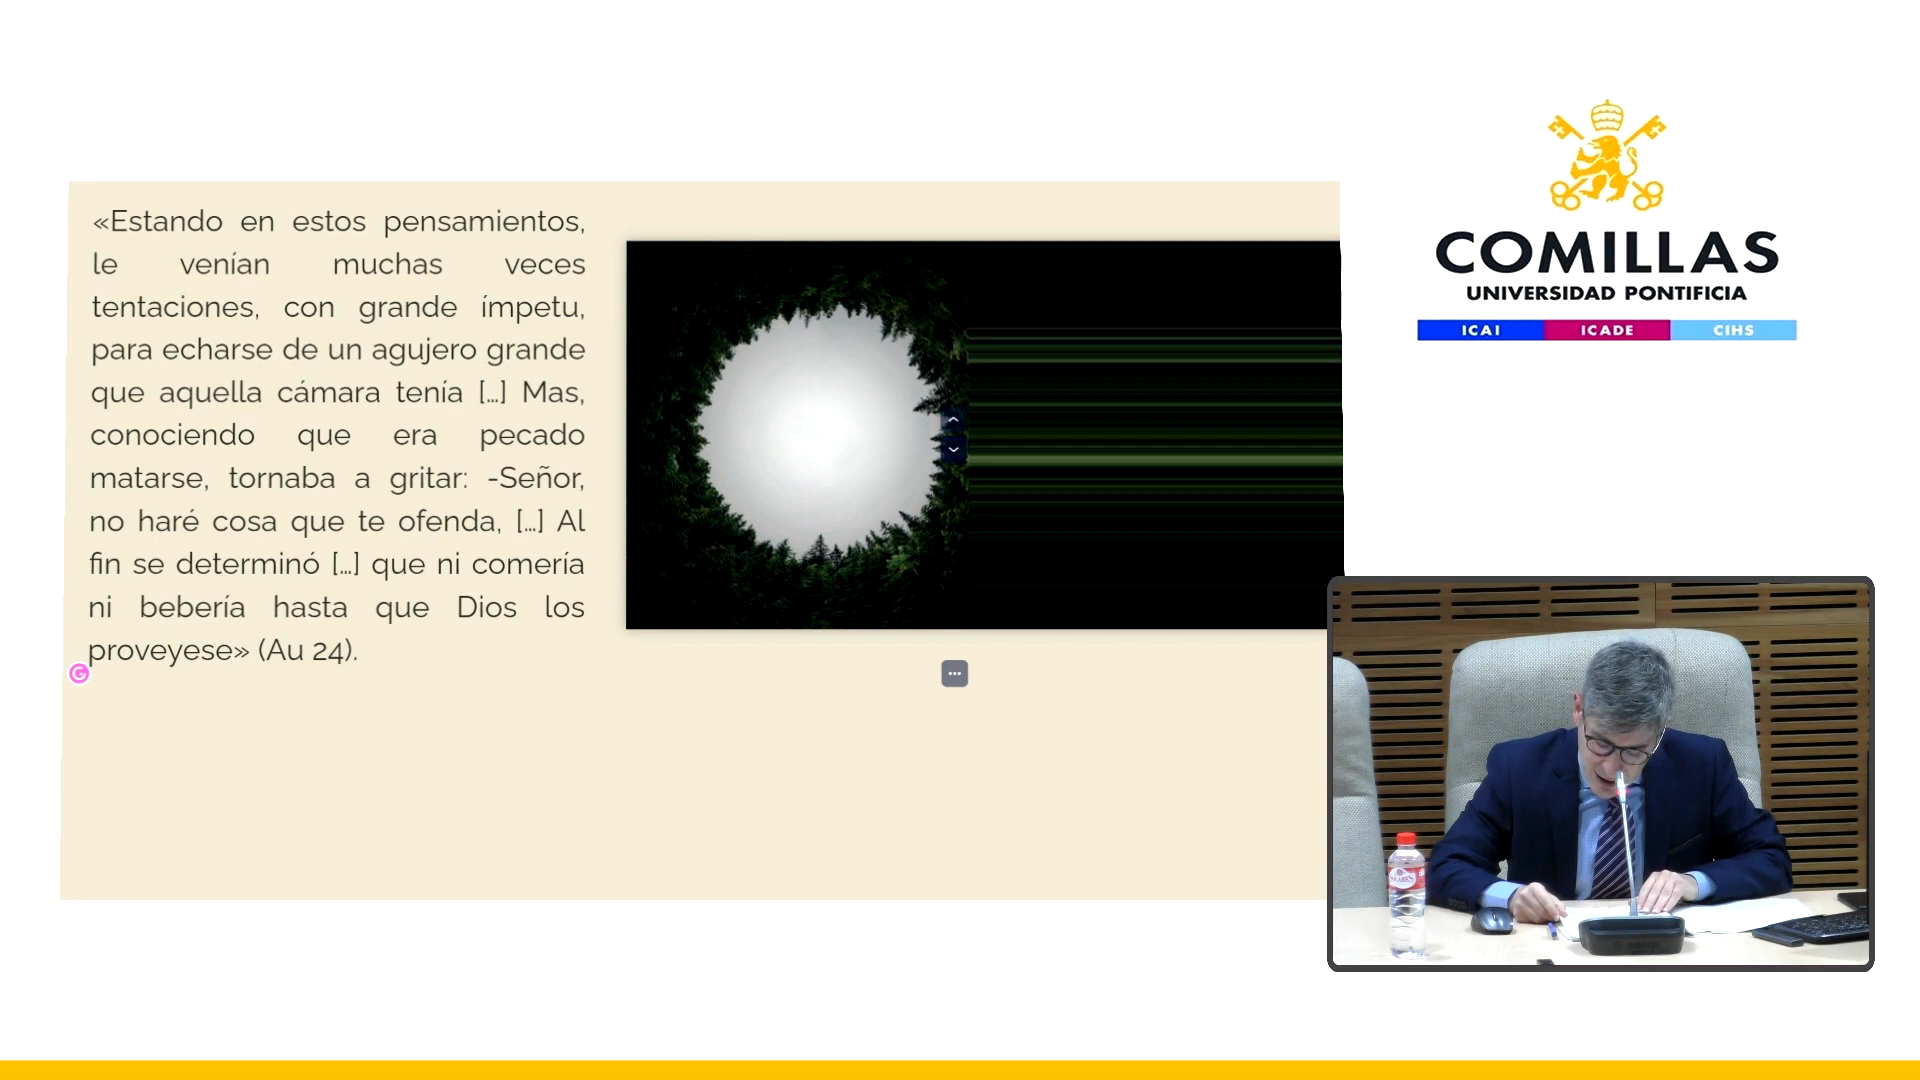 «Estando en estos pensamientos,
le venían muchas veces
tentaciones, con grande ímpetu,
para echarse de un agujero grande
que aquella cámara tenía […] Mas,
conociendo que era pecado
matarse, tornaba a gritar: -Señor,
no haré cosa que te ofenda, […] Al
fin se determinó […] que ni comería
ni bebería hasta que Dios los
proveyese» (Au 24).
COMILLAS
UNIVERSIDAD PONTIFICIA
ICAI ICADE CIHS